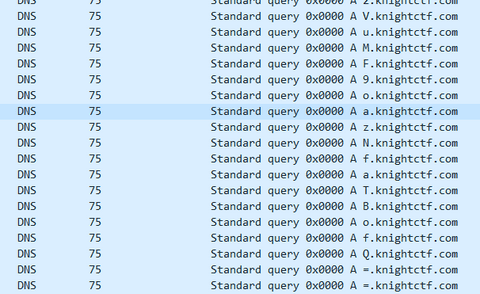 DNS 75 Standard query 0x0000 A z.knightctf.com
DNS 75 Standard query 0x0000 A V.knightctf.com
DNS 75 Standard query 0x0000 A u.knightctf.com
DNS 75 Standard query 0x0000 A M.knightctf.com
DNS 75 Standard query 0x0000 A F.knightctf.com
DNS 75 Standard query 0x0000 A 9.knightctf.com
DNS 75 Standard query 0x0000 A o.knightctf.com
DNS 75 Standard query 0x0000 A a.knightctf.com
DNS 75 Standard query 0x0000 A z.knightctf.com
DNS 75 Standard query 0x0000 A N.knightctf.com
DNS 75 Standard query 0x0000 A f.knightctf.com
DNS 75 Standard query 0x0000 A a.knightctf.com
DNS 75 Standard query 0x0000 A T.knightctf.com
DNS 75 Standard query 0x0000 A B.knightctf.com
DNS 75 Standard query 0x0000 A o.knightctf.com
DNS 75 Standard query 0x0000 A f.knightctf.com
DNS 75 Standard query 0x0000 A Q.knightctf.com
DNS 75 Standard query 0x0000 A =.knightctf.com
DNS 75 Standard query 0x0000 A =.knightctf.com